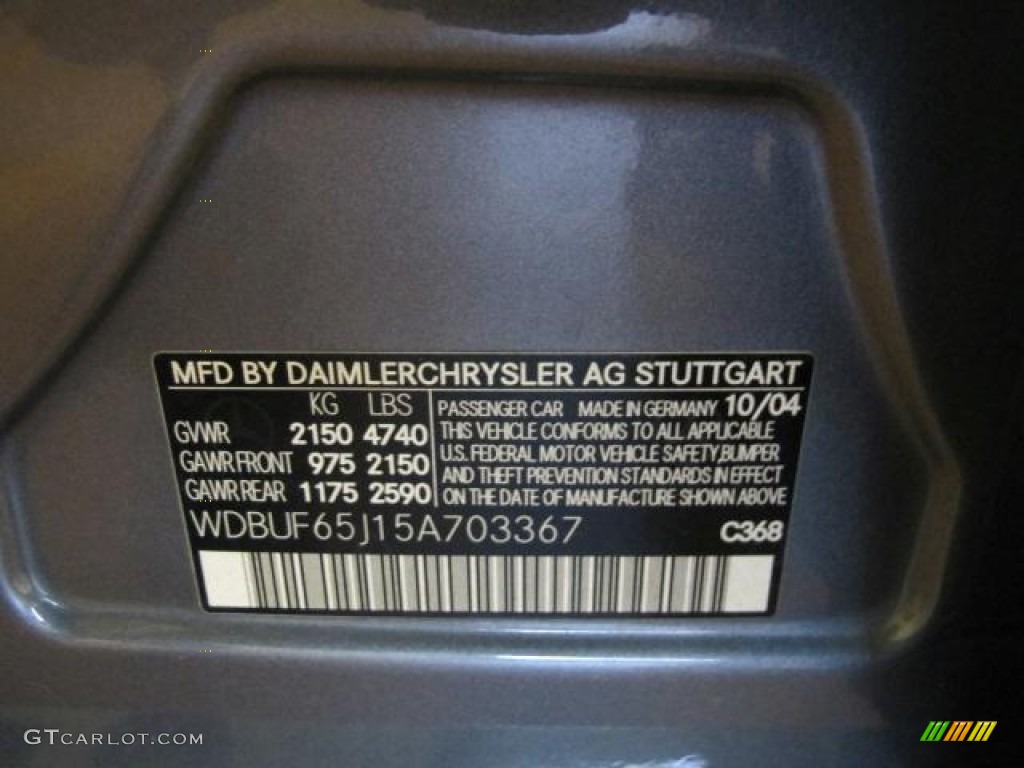 MFD BY DAIMLERCHRYSLER AG STUTTGART
KG LBS
GVWR 2150 4740
GAWR FRONT 975 2150
GAWR REAR 1175 2590
PASSENGER CAR MADE IN GERMANY 10/04
THIS VEHICLE CONFORMS TO ALL APPLICABLE
U.S. FEDERAL MOTOR VEHICLE SAFETY,BUMPER
AND THEFT PREVENTION STANDARDS IN EFFECT
ON THE DATE OF MANUFACTURE SHOWN ABOVE
WDBUF65J15A703367 C368
GTCARLOT.COM